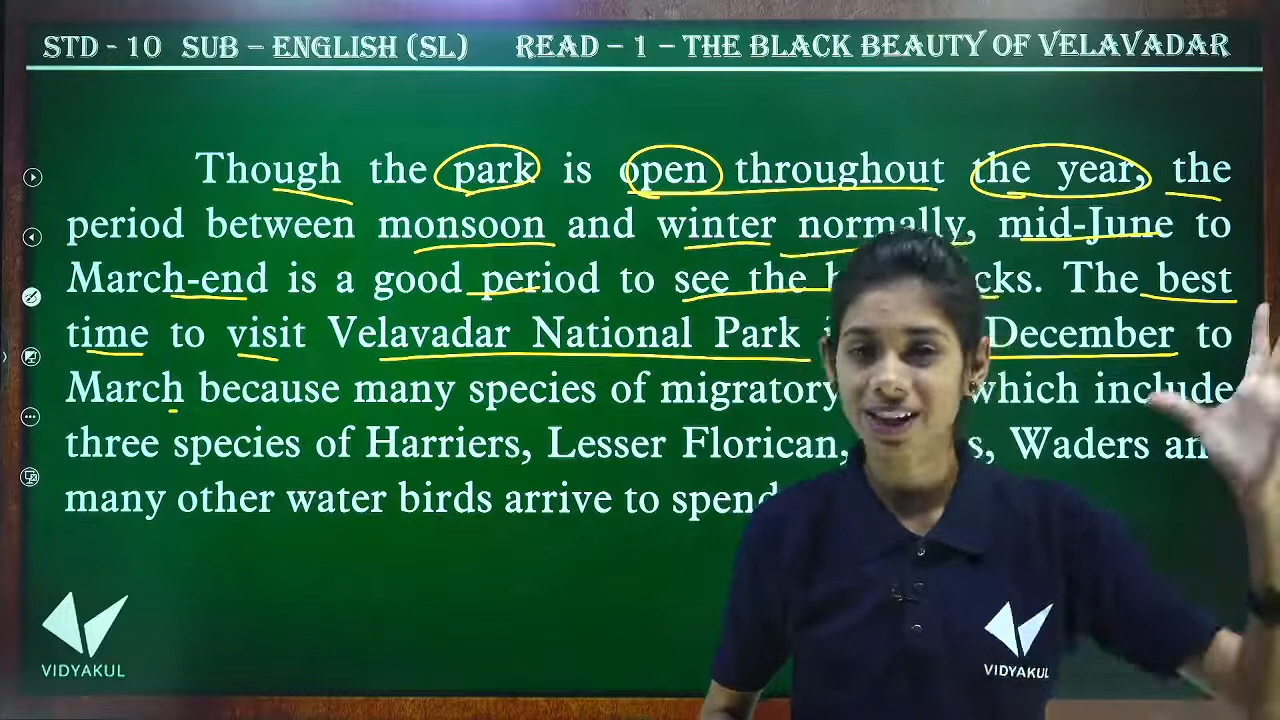 STD - 10 SUB – ENGLISH (SL) READ – 1 – THE BLACK BEAUTY OF VELAVADAR
Though the park is open throughout the year, the
period between monsoon and winter normally, mid-June to
March-end is a good period to see the cks. The best
time to visit Velavadar National Park December to
March because many species of migratory which include
three species of Harriers, Lesser Florican, s, Waders an
many other water birds arrive to spend
VIDYAKUL
VIDYAKUL